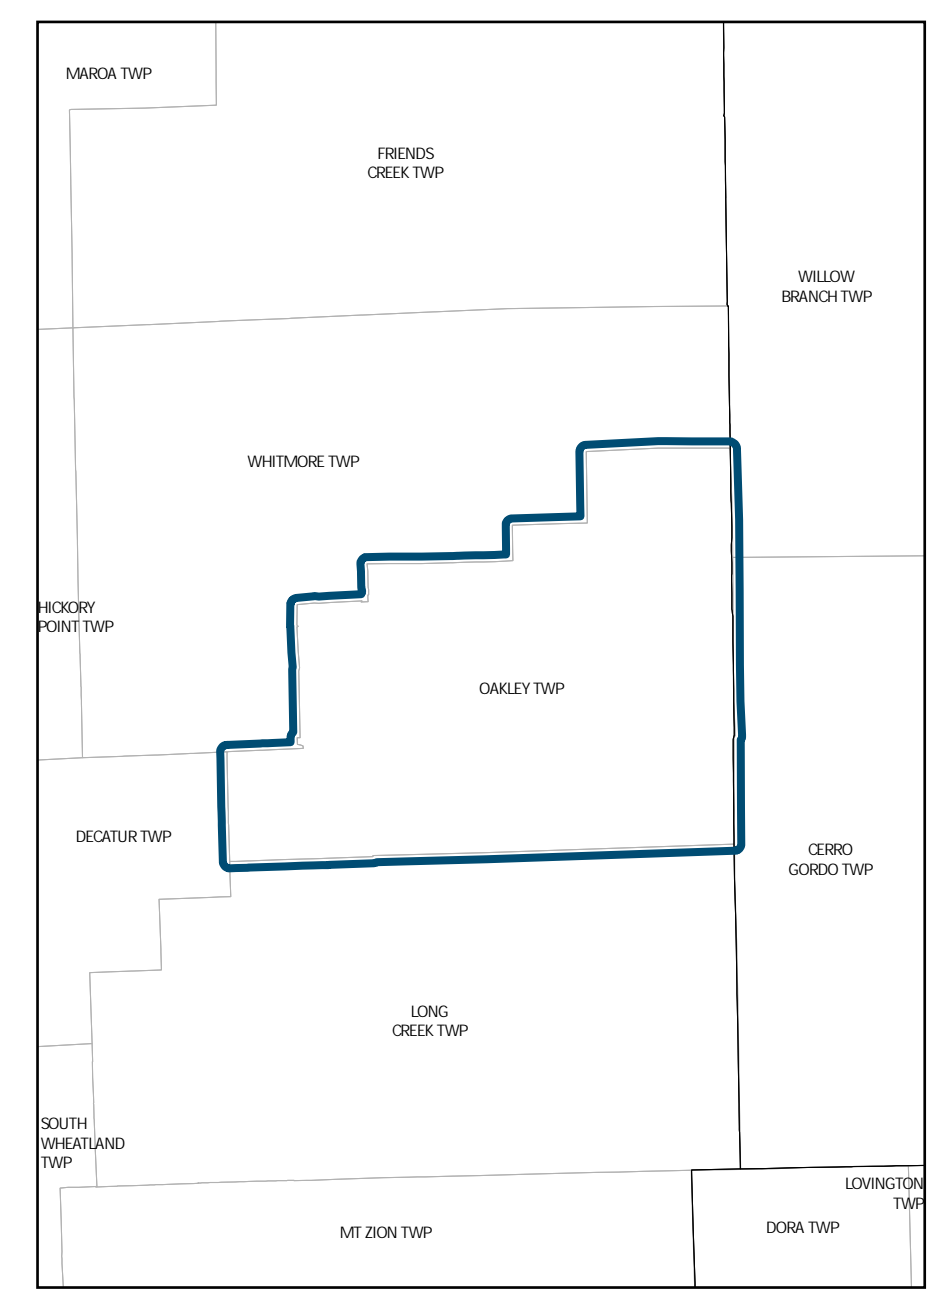 MAROA TWP
FRIENDS
CREEK TWP
WILLOW
BRANCH TWP
WHITMORE TWP
HICKORY
POINT TWP
OAKLEY TWP
DECATUR TWP
CERRO
GORDO TWP
LONG
CREEK TWP
SOUTH
WHEATLAND
TWP
LOVINGTON
TWP
MT ZION TWP
DORA TWP